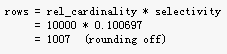 rows = rel_cardinality * selectivity
= 10000 * 0.100697
= 1007 (rounding off)